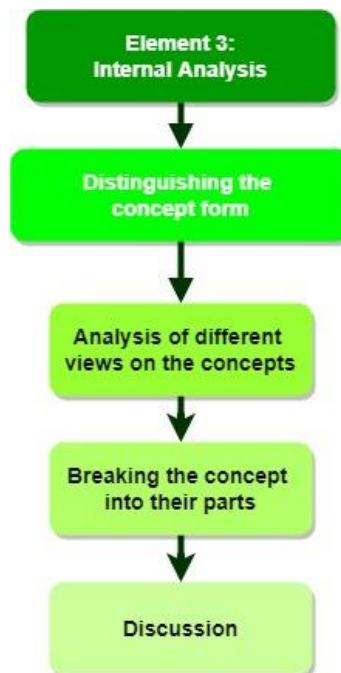 Element 3:
Internal Analysis
Distinguishing the
concept form
Analysis of different
views on the concepts
Breaking the concept
into their parts
Discussion